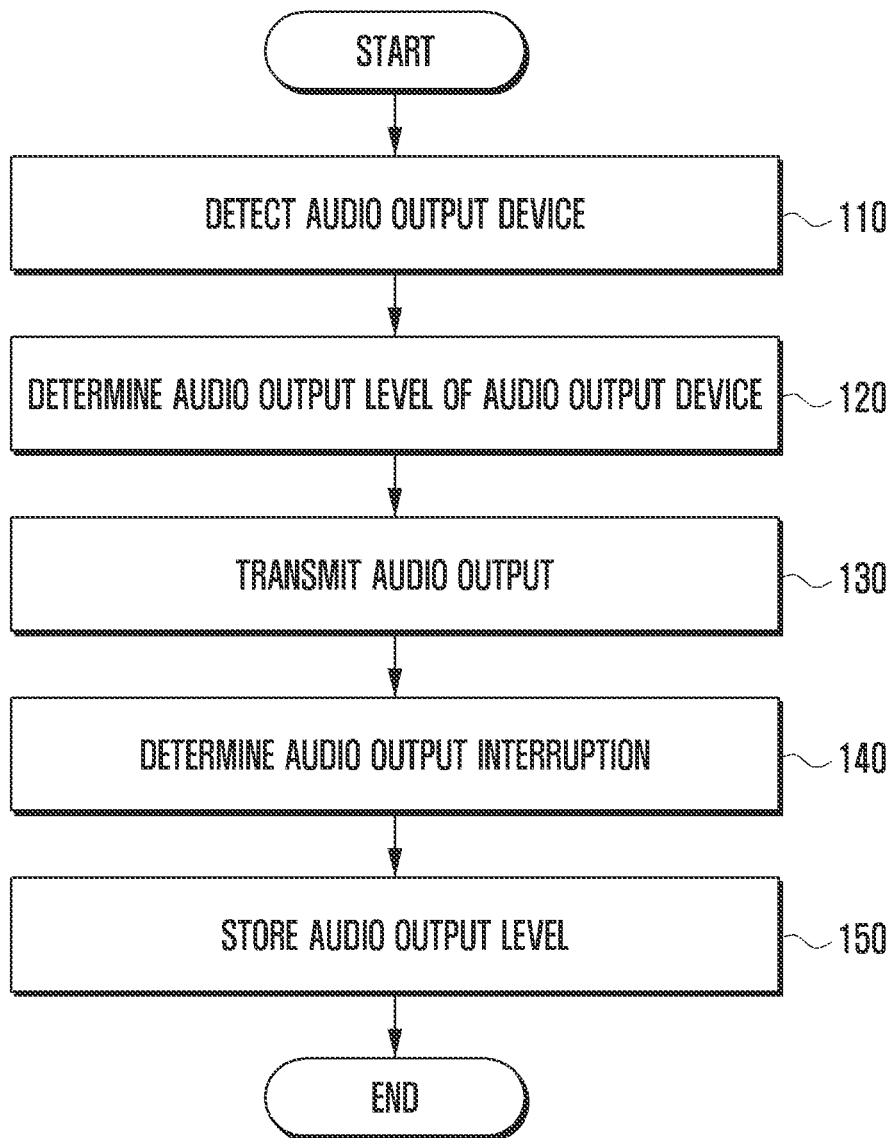 START
DETECT AUDIO OUTPUT DEVICE
110
DETERMINE AUDIO OUTPUT LEVEL OF AUDIO OUTPUT DEVICE
120
TRANSMIT AUDIO OUTPUT
130
DETERMINE AUDIO OUTPUT INTERRUPTION
140
STORE AUDIO OUTPUT LEVEL
150
END